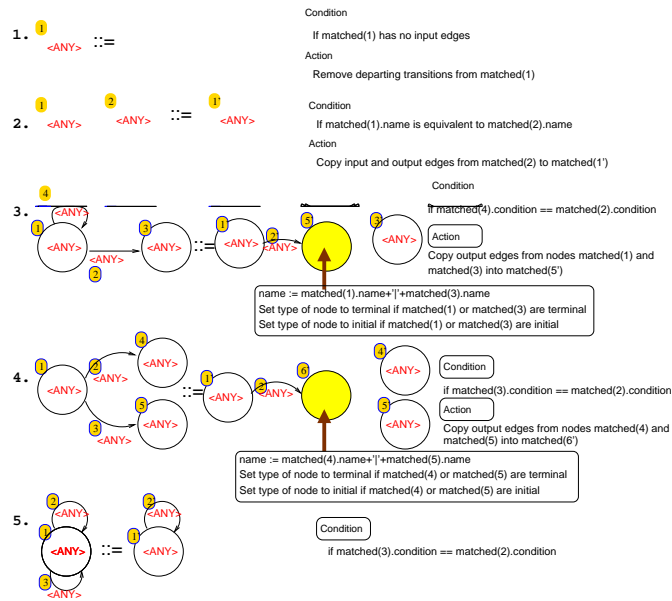 Condition
1
1. <ANY> ::=
If matched(1) has no input edges
Action
Remove departing transitions from matched(1)
1 2 1'
2. <ANY> <ANY> ::= <ANY>
Condition
If matched(1).name is equivalent to matched(2).name
Action
Copy input and output edges from matched(2) to matched(1')
Condition
4
3. <ANY>
if matched(4).condition == matched(2).condition
1 3 1' 5' 3'
<ANY> <ANY> ::= <ANY> 2' <ANY> <ANY>
<ANY>
2
Action
Copy output edges from nodes matched(1) and
matched(3) into matched(5')
name := matched(1).name+'|'+matched(3).name
Set type of node to terminal if matched(1) or matched(3) are terminal
Set type of node to initial if matched(1) or matched(3) are initial
4
4. 1 2 <ANY> <ANY>
<ANY> ::= 1' <ANY> 2' <ANY> 6'
3 <ANY> 5 <ANY>
4' <ANY>
5' <ANY>
Condition
if matched(3).condition == matched(2).condition
Action
Copy output edges from nodes matched(4) and
matched(5) into matched(6')
name := matched(4).name+'|'+matched(5).name
Set type of node to terminal if matched(4) or matched(5) are terminal
Set type of node to initial if matched(4) or matched(5) are initial
2 2'
5. <ANY> <ANY>
1 1'
<ANY> ::= <ANY>
3
<ANY>
Condition
if matched(3).condition == matched(2).condition